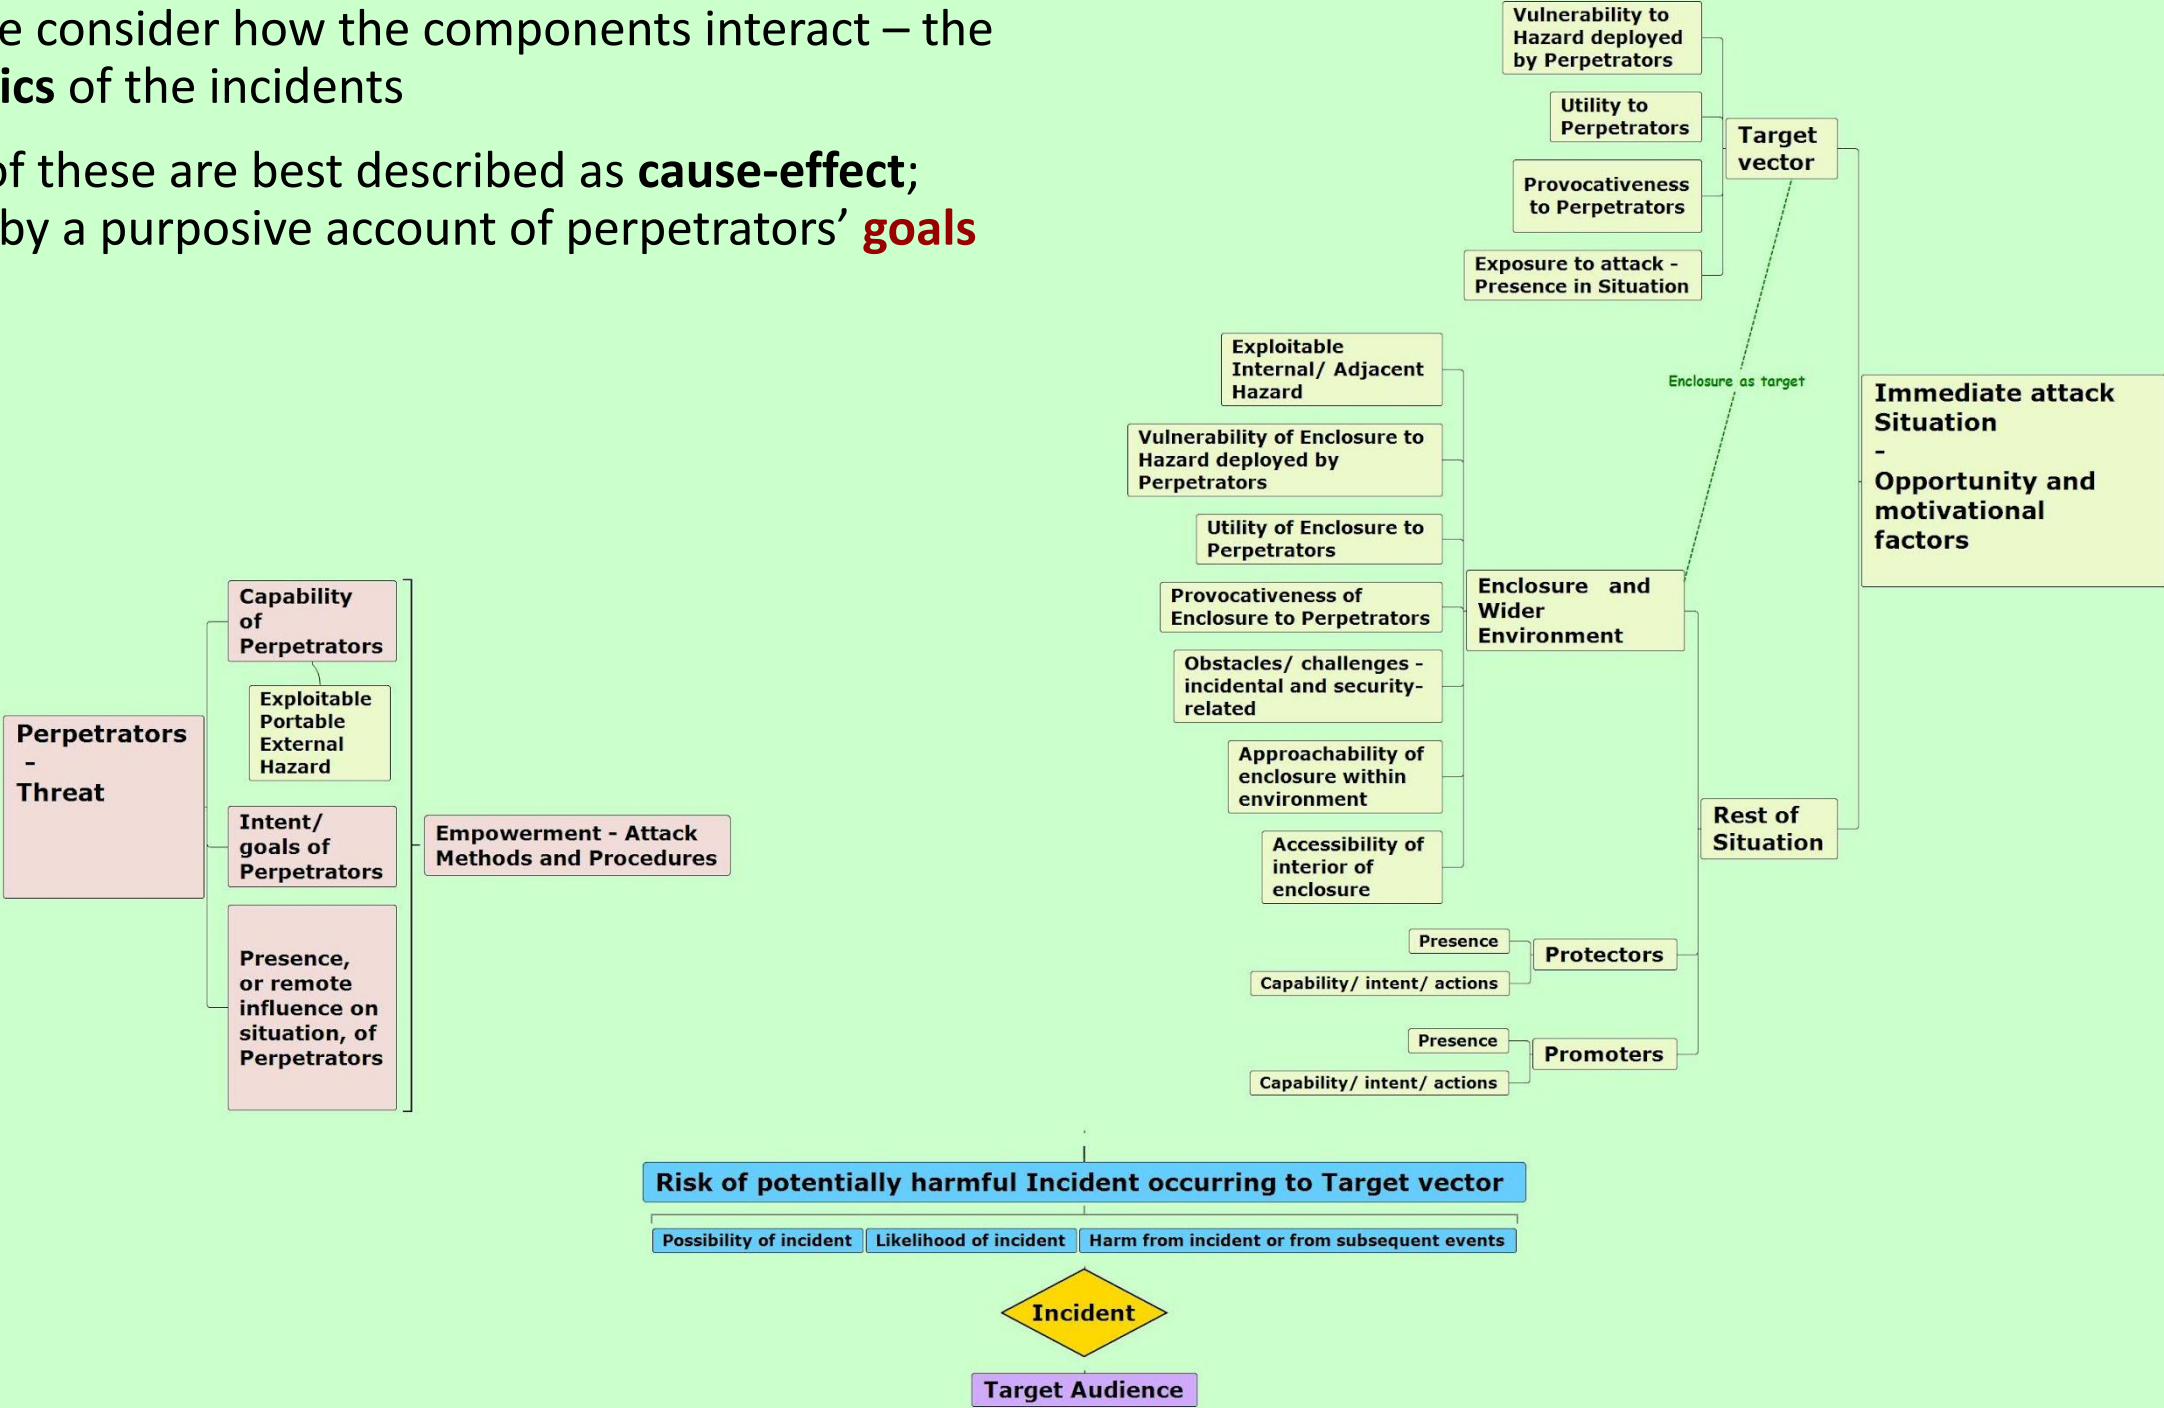 e consider how the components interact – the
ics of the incidents
of these are best described as cause-effect;
by a purposive account of perpetrators’ goals
Vulnerability to
Hazard deployed
by Perpetrators
Utility to
Perpetrators
Provocativeness
to Perpetrators
Exposure to attack -
Presence in Situation
Target
vector
Enclosure as target
Immediate attack
Situation
-
Opportunity and
motivational
factors
Exploitable
Internal/ Adjacent
Hazard
Vulnerability of Enclosure to
Hazard deployed by
Perpetrators
Utility of Enclosure to
Perpetrators
Provocativeness of
Enclosure to Perpetrators
Obstacles/ challenges -
incidental and security-
related
Approachability of
enclosure within
environment
Accessibility of
interior of
enclosure
Enclosure and
Wider
Environment
Rest of
Situation
Presence
Capability/ intent/ actions
Protectors
Presence
Capability/ intent/ actions
Promoters
Perpetrators
-
Threat
Capability
of
Perpetrators
Exploitable
Portable
External
Hazard
Intent/
goals of
Perpetrators
Presence,
or remote
influence on
situation, of
Perpetrators
Empowerment - Attack
Methods and Procedures
Risk of potentially harmful Incident occurring to Target vector
Possibility of incident
Likelihood of incident
Harm from incident or from subsequent events
Incident
Target Audience